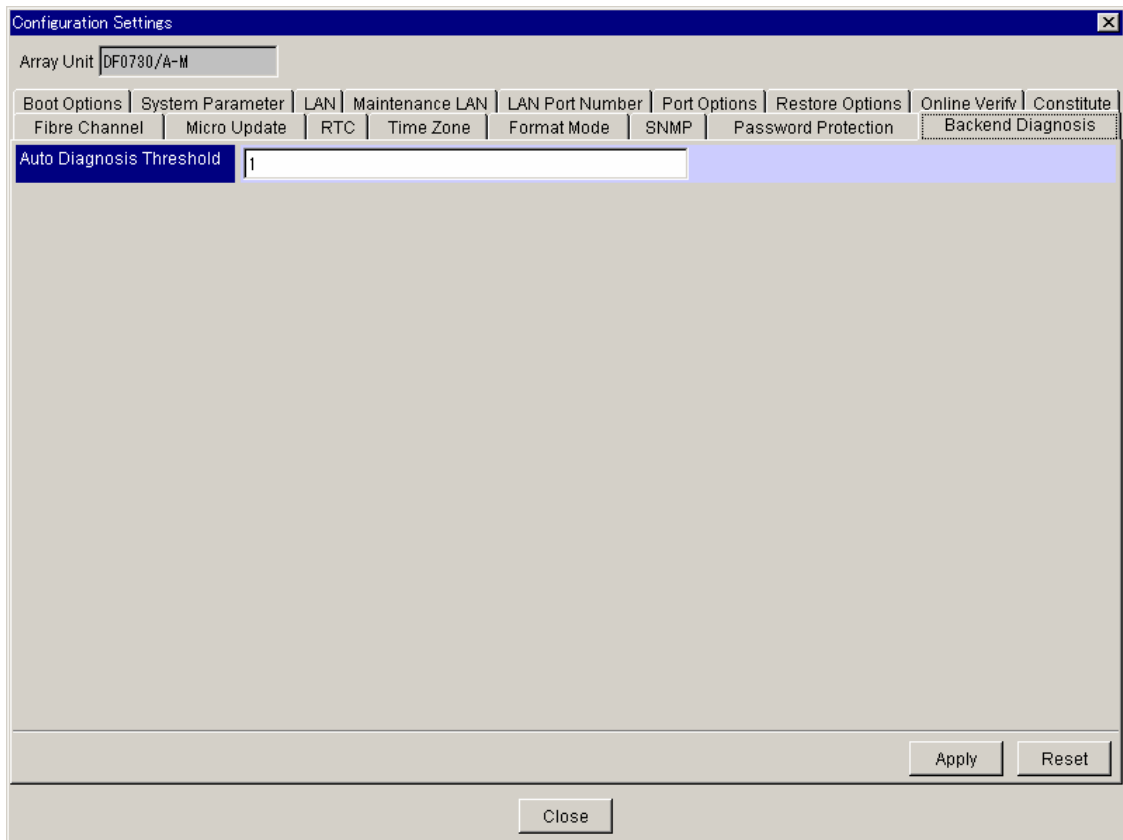 Configuration Settings
Array Unit DF0730/A-M
Boot Options System Parameter LAN Maintenance LAN LAN Port Number Port Options Restore Options Online Verify Constitute
Fibre Channel Micro Update RTC Time Zone Format Mode SNMP Password Protection Backend Diagnosis
Auto Diagnosis Threshold 1
Apply Reset
Close